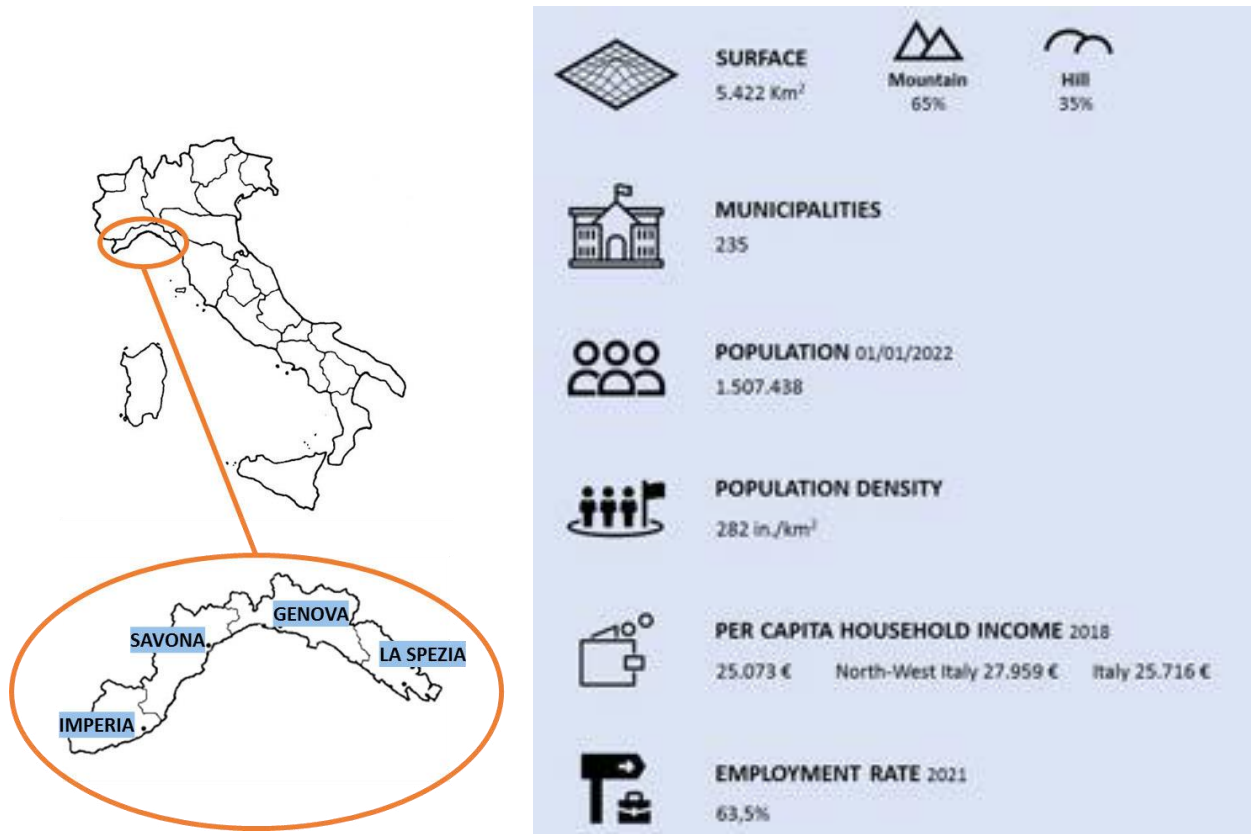 GENOVA
SAVONA
LA SPEZIA
IMPERIA
SURFACE
5.422 Km²
Mountain
65%
Hill
35%
MUNICIPALITIES
235
POPULATION 01/01/2022
1.507.438
POPULATION DENSITY
282 in./km²
PER CAPITA HOUSEHOLD INCOME 2018
25.073 € North-West Italy 27.959 € Italy 25.716 €
EMPLOYMENT RATE 2021
63,5%